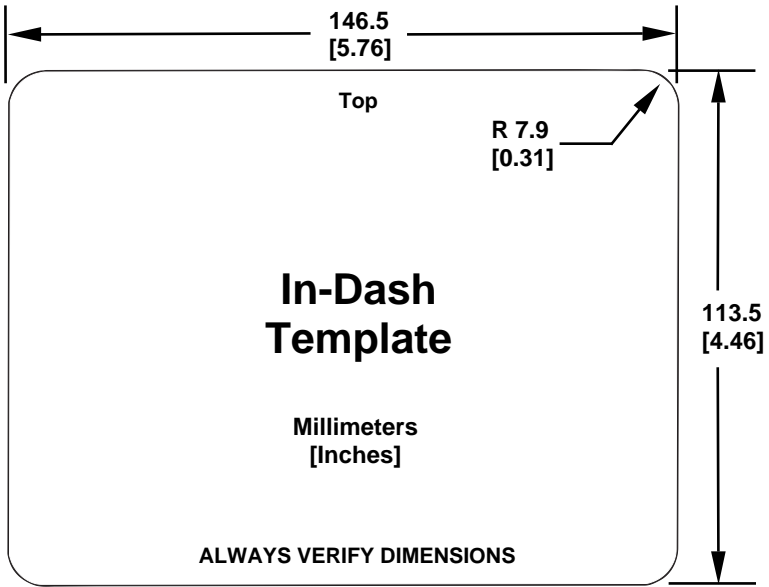 146.5
[5.76]
Top
R 7.9
[0.31]
In-Dash
Template
113.5
[4.46]
Millimeters
[Inches]
ALWAYS VERIFY DIMENSIONS